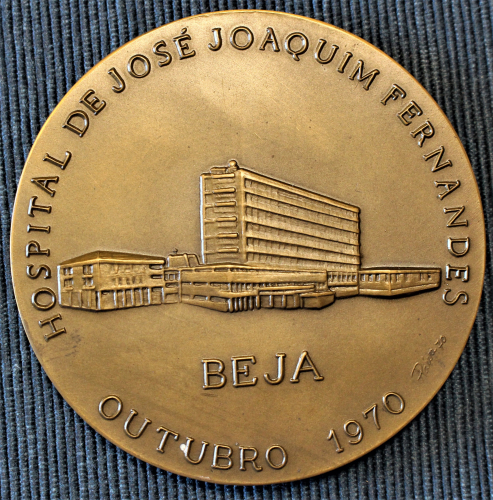 HOSPITAL DE JOSÉ JOAQUIM FERNANDES
BEJA
OUTUBRO 1970